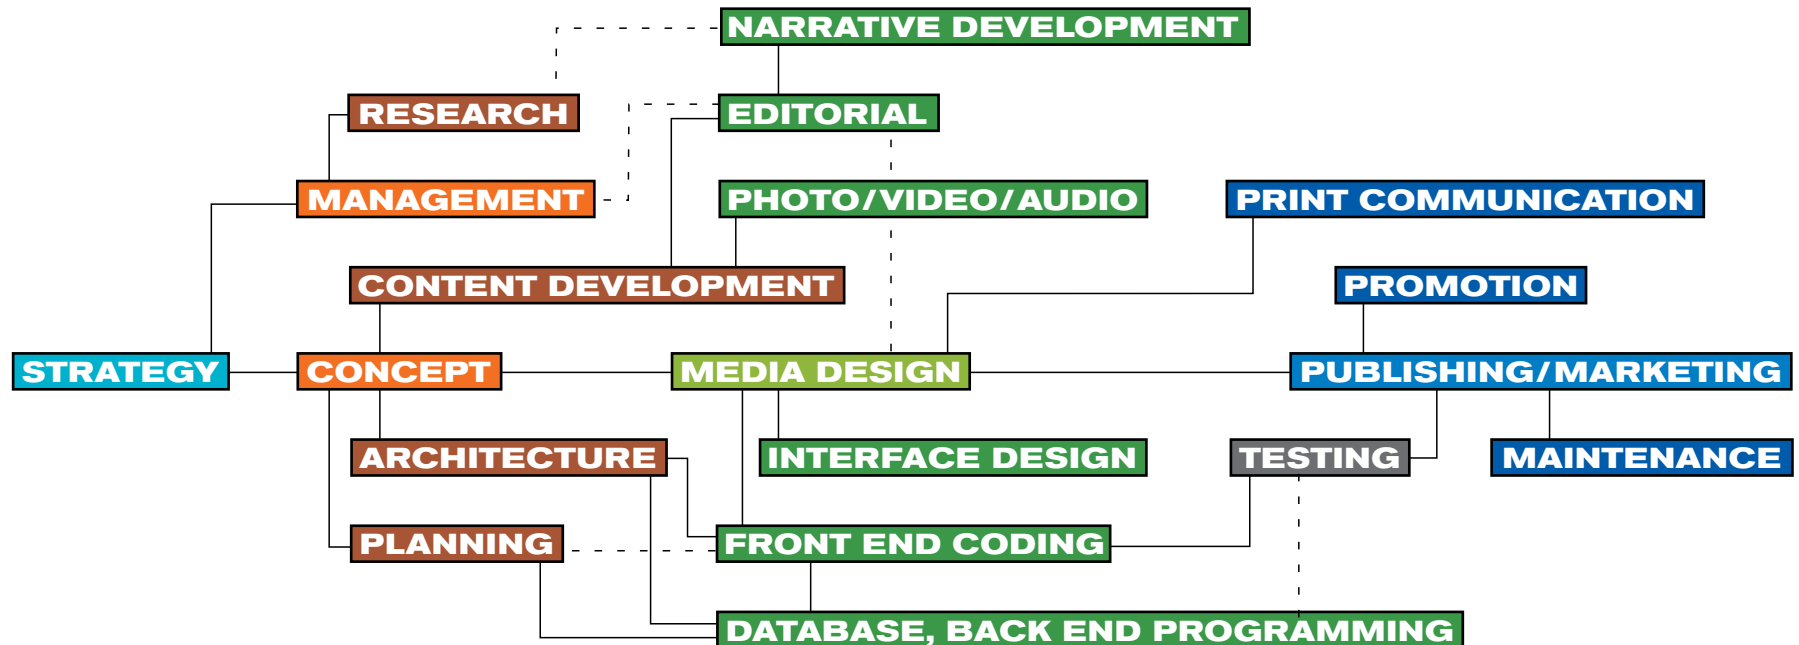 NARRATIVE DEVELOPMENT
RESEARCH
EDITORIAL
MANAGEMENT
PHOTO/VIDEO/AUDIO
PRINT COMMUNICATION
CONTENT DEVELOPMENT
PROMOTION
STRATEGY
CONCEPT
MEDIA DESIGN
PUBLISHING/MARKETING
ARCHITECTURE
INTERFACE DESIGN
TESTING
MAINTENANCE
PLANNING
FRONT END CODING
DATABASE, BACK END PROGRAMMING